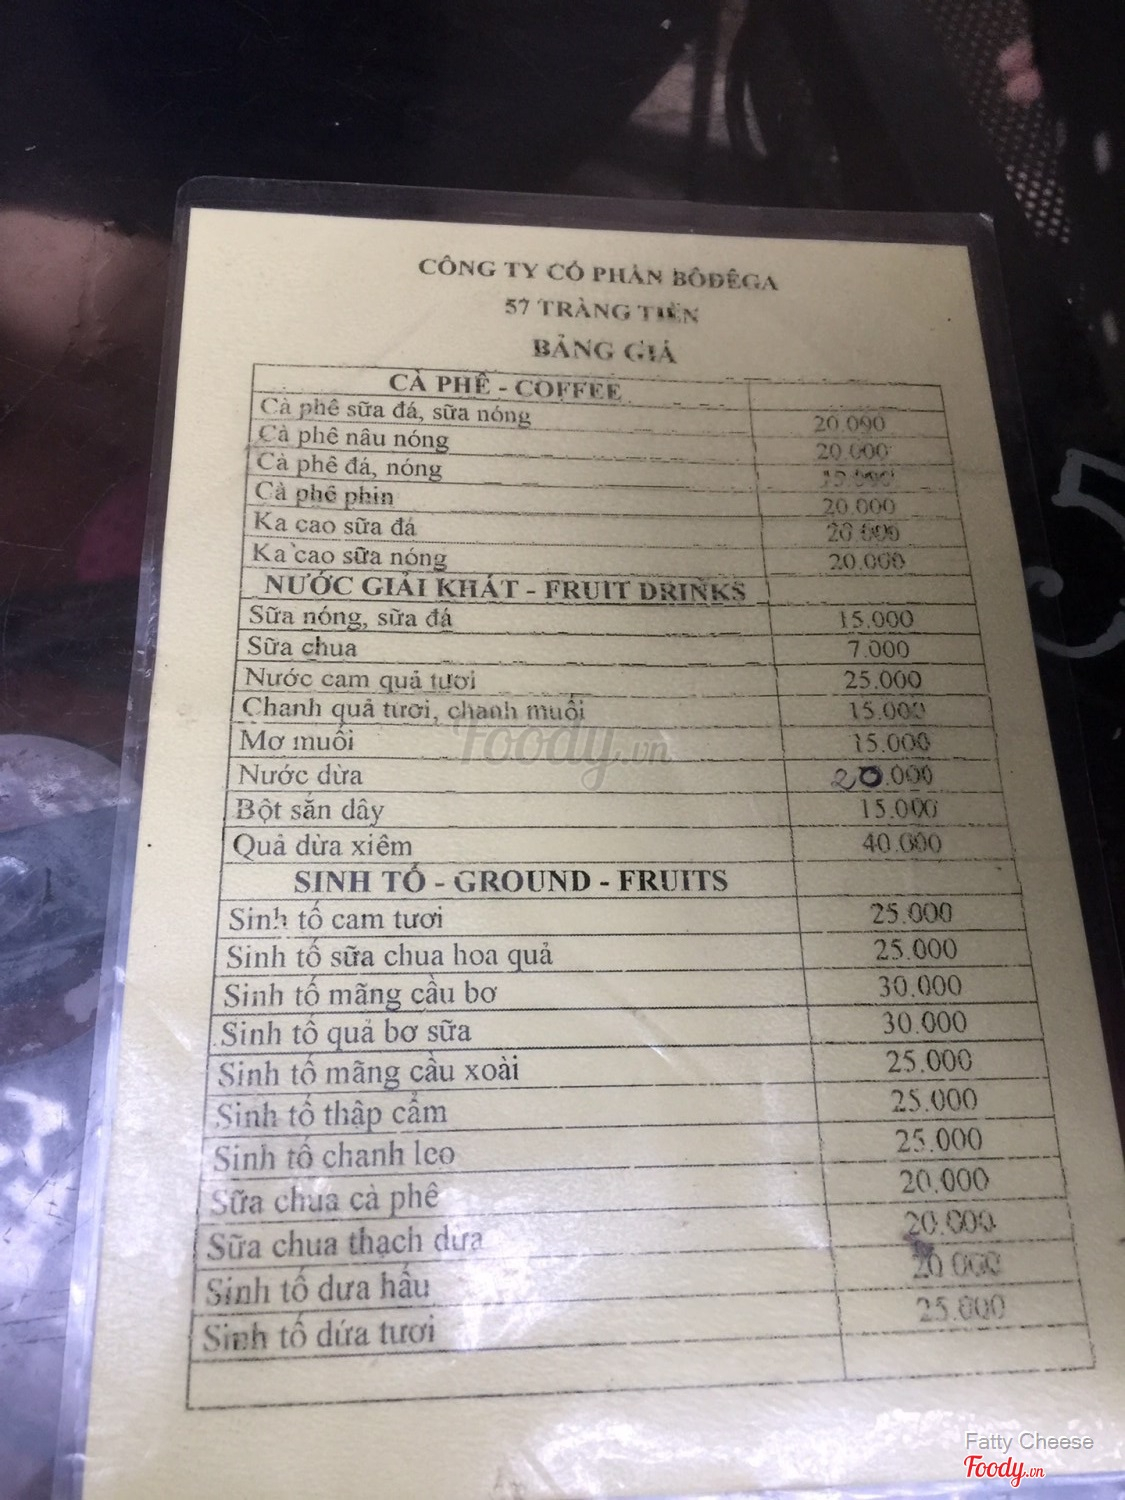 CÔNG TY CỔ PHẦN BÔĐÊGA
57 TRÀNG TIỀN
BẢNG GIÁ
CÀ PHÊ - COFFEE
Cà phê sữa đá, sữa nóng 20.000
Cà phê nâu nóng 20.000
Cà phê đá, nóng
Cà phê phin 20.000
Ka cao sữa đá 20.000
Ka cao sữa nóng 20.000
NƯỚC GIẢI KHÁT - FRUIT DRINKS
Sữa nóng, sữa đá 15.000
Sữa chua 7.000
Nước cam quả tươi 25.000
Chanh quả tươi, chanh muối 15.000
Mơ muối 15.000
Nước dừa 20.000
Bột sắn dây 15.000
Quả dừa xiêm 40.000
SINH TỐ - GROUND - FRUITS
Sinh tố cam tươi 25.000
Sinh tố sữa chua hoa quả 25.000
Sinh tố mãng cầu bơ 30.000
Sinh tố quả bơ sữa 30.000
Sinh tố mãng cầu xoài 25.000
Sinh tố thập cẩm 25.000
Sinh tố chanh leo 25.000
Sữa chua cà phê 20.000
Sữa chua thạch dừa 20.000
Sinh tố dưa hấu 20.000
Sinh tố dứa tươi 25.000
Foody.vn
Fatty Cheese
Foody.vn